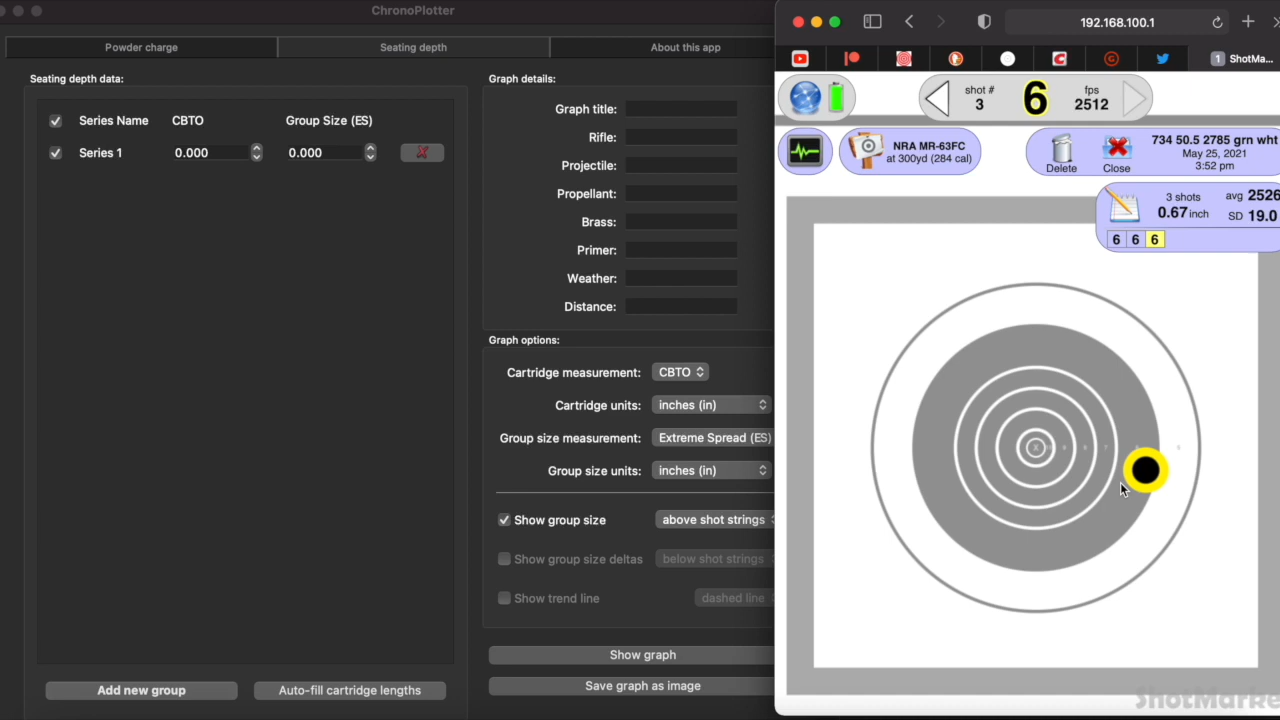 ChronoPlotter
Powder charge
Seating depth
About this app
Seating depth data:
Series Name
CBTO
Group Size (ES)
Series 1
0.000
0.000
Add new group
Auto-fill cartridge lengths
Graph details:
Graph title:
Rifle:
Projectile:
Propellant:
Brass:
Primer:
Weather:
Distance:
Graph options:
Cartridge measurement:
CBTO
Cartridge units:
inches (in)
Group size measurement:
Extreme Spread (ES)
Group size units:
inches (in)
Show group size
above shot strings
Show group size deltas
below shot strings
Show trend line
dashed line
Show graph
Save graph as image
192.168.100.1
1
ShotMa...
shot #
3
6
fps
2512
NRA MR-63FC
at 300yd (284 cal)
Delete
Close
734 50.5 2785 grn wht
May 25, 2021
3:52 pm
3 shots
0.67 inch
avg 2526
SD 19.0
6 6 6
X
ShotMarke